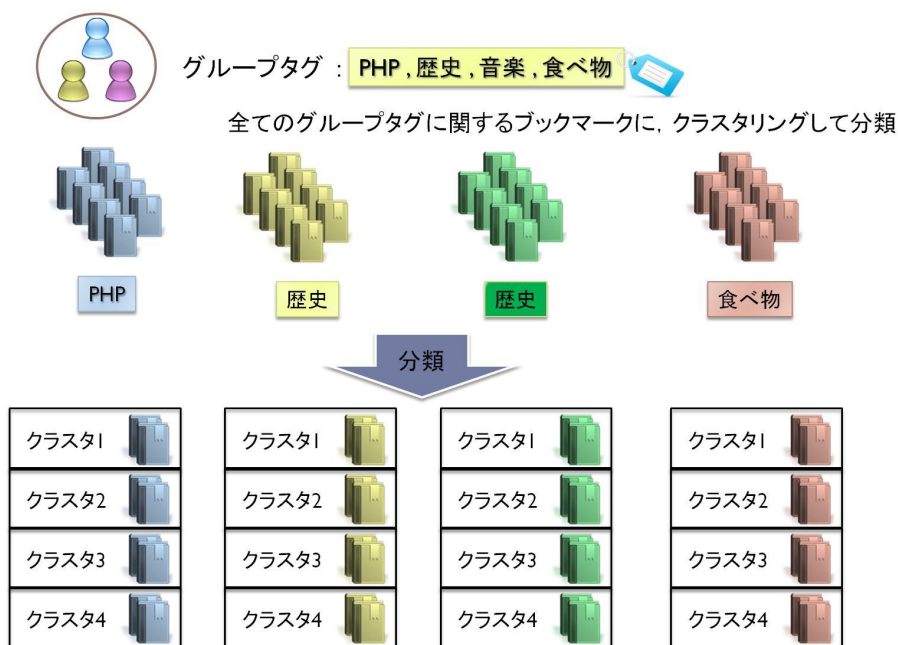 グループタグ : PHP , 歴史 , 音楽 , 食べ物
全てのグループタグに関するブックマークに, クラスタリングして分類
PHP 歴史 歴史 食べ物
分類
クラスタ1 クラスタ1 クラスタ1 クラスタ1
クラスタ2 クラスタ2 クラスタ2 クラスタ2
クラスタ3 クラスタ3 クラスタ3 クラスタ3
クラスタ4 クラスタ4 クラスタ4 クラスタ4